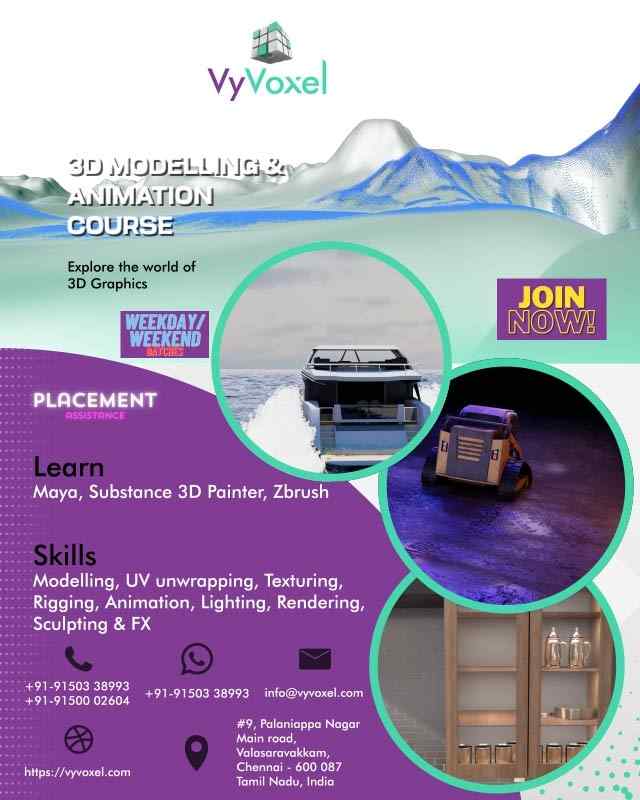 VyVoxel
3D MODELLING &
ANIMATION
COURSE
Explore the world of
3D Graphics
WEEKDAY/
WEEKEND
BATCHES
JOIN
NOW!
PLACEMENT
ASSISTANCE
Learn
Maya, Substance 3D Painter, Zbrush
Skills
Modelling, UV unwrapping, Texturing,
Rigging, Animation, Lighting, Rendering,
Sculpting & FX
+91-91503 38993
+91-91500 02604
+91-91503 38993
info@vyvoxel.com
https://vyvoxel.com
#9, Palaniappa Nagar
Main road,
Valasaravakkam,
Chennai - 600 087
Tamil Nadu, India